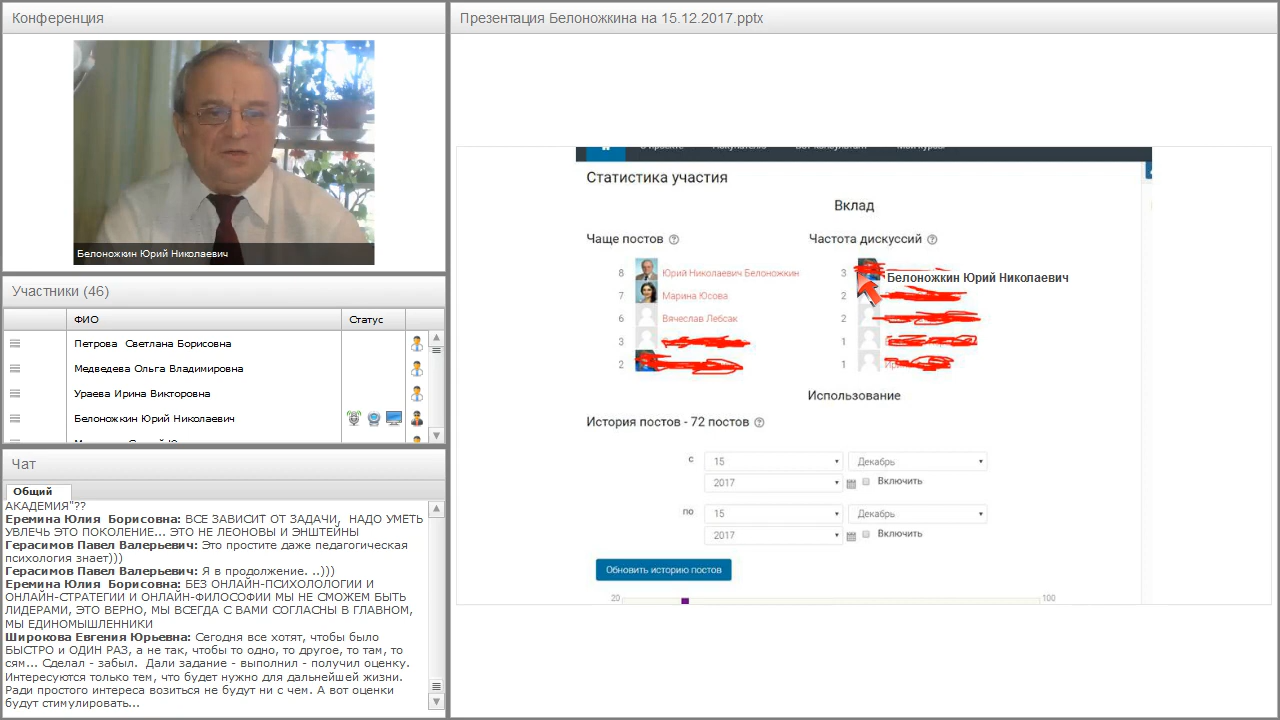 Конференция
Белоножкин Юрий Николаевич
Участники (46)
ФИО
Статус
Петрова Светлана Борисовна
Медведева Ольга Владимировна
Ураева Ирина Викторовна
Белоножкин Юрий Николаевич
Чат
Общий
АКАДЕМИЯ"??
Еремина Юлия Борисовна: ВСЕ ЗАВИСИТ ОТ ЗАДАЧИ, НАДО УМЕТЬ
УВЛЕЧЬ ЭТО ПОКОЛЕНИЕ... ЭТО НЕ ЛЕОНОВЫ И ЭНШТЕЙНЫ
Герасимов Павел Валерьевич: Это простите даже педагогическая
психология знает)))
Герасимов Павел Валерьевич: Я в продолжение. ..)))
Еремина Юлия Борисовна: БЕЗ ОНЛАЙН-ПСИХОЛОЛОГИИ И
ОНЛАЙН-СТРАТЕГИИ И ОНЛАЙН-ФИЛОСОФИИ МЫ НЕ СМОЖЕМ БЫТЬ
ЛИДЕРАМИ, ЭТО ВЕРНО, МЫ ВСЕГДА С ВАМИ СОГЛАСНЫ В ГЛАВНОМ,
МЫ ЕДИНОМЫШЛЕННИКИ
Широкова Евгения Юрьевна: Сегодня все хотят, чтобы было
БЫСТРО и ОДИН РАЗ, а не так, чтобы то одно, то другое, то там, то
сям... Сделал - забыл. Дали задание - выполнил - получил оценку.
Интересуются только тем, что будет нужно для дальнейшей жизни.
Ради простого интереса возяться не будут ни с чем. А вот оценки
будут стимулировать...
Презентация Белоножкина на 15.12.2017.pptx
Статистика участия
Вклад
Чаще постов
8 Юрий Николаевич Белоножкин
7 Марина Юсова
6 Вячеслав Лебсак
3
2
Частота дискуссий
3
Белоножкин Юрий Николаевич
2
2
1
1
Использование
История постов - 72 постов
с 15 Декабрь
2017 Включить
по 15 Декабрь
2017 Включить
Обновить историю постов
20 100